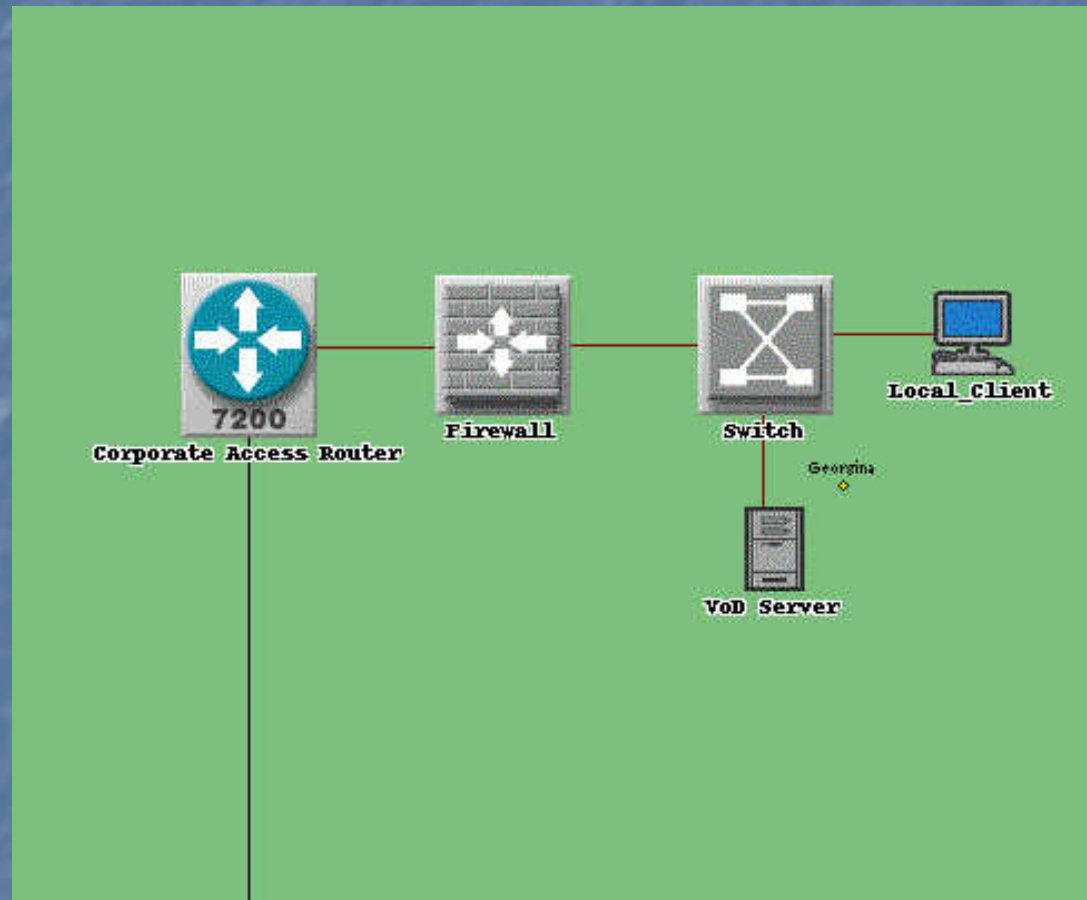 7200
Corporate Access Router
Firewall
Switch
Local_Client
Georgina
VoD Server